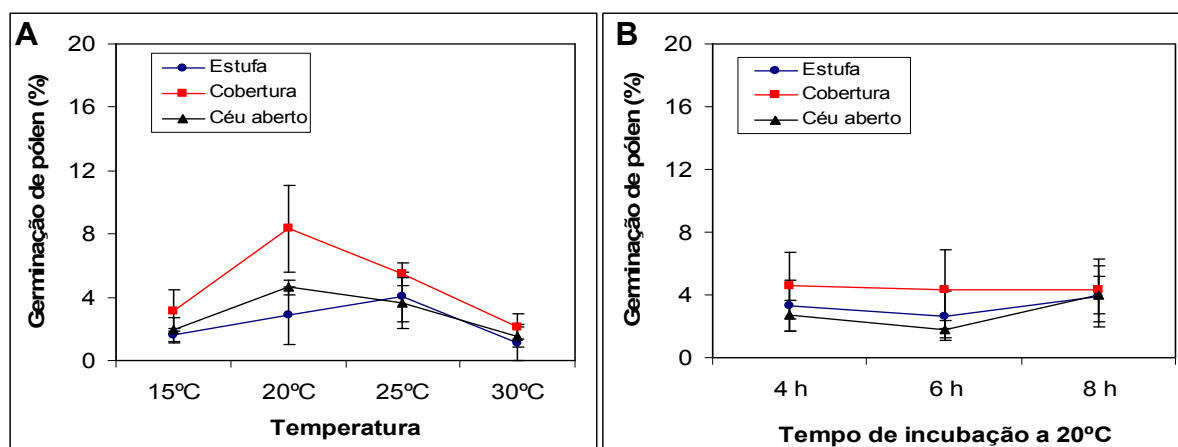 A
Germinação de pólen (%)
20
16
12
8
4
0
Estufa
Cobertura
Céu aberto
15ºC 20ºC 25ºC 30ºC
Temperatura
B
Germinação de pólen (%)
20
16
12
8
4
0
Estufa
Cobertura
Céu aberto
4 h 6 h 8 h
Tempo de incubação a 20ºC